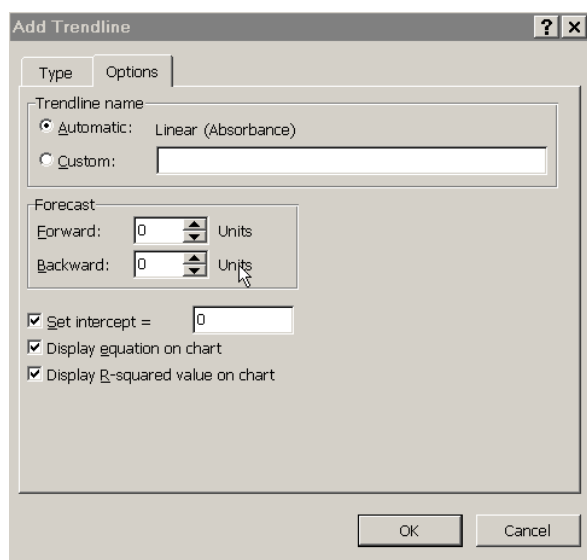 Add Trendline ? ×
Type Options
Trendline name
Automatic: Linear (Absorbance)
Custom:
Forecast
Forward: 0 Units
Backward: 0 Units
Set intercept = 0
Display equation on chart
Display R-squared value on chart
OK Cancel